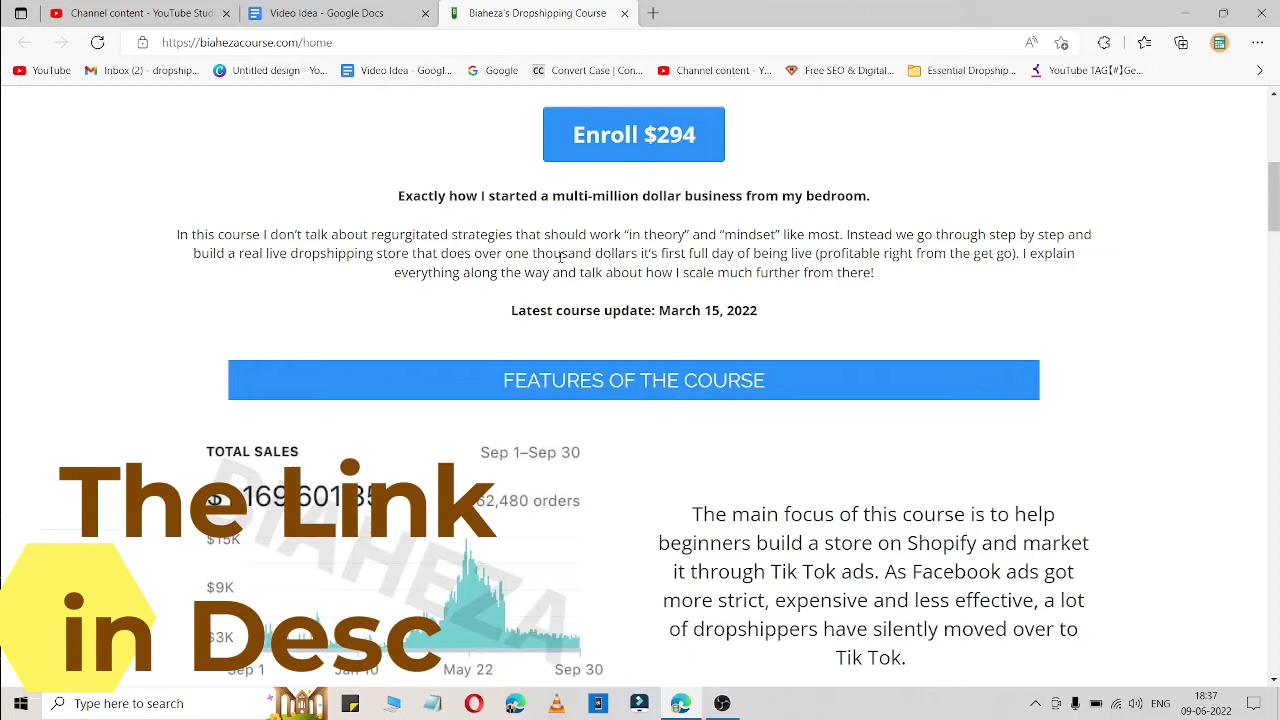 Channel content - YouTube Studio
Video Idea - Google Docs
Biaheza's Dropshipping Course
https://biahezacourse.com/home
YouTube
Inbox (2) - dropship...
Untitled design - Yo...
Video Idea - Googl...
Google
Convert Case | Con...
Channel content - Y...
Free SEO & Digital...
Essential Dropship...
YouTube TAG【#】Ge...
Enroll $294
Exactly how I started a multi-million dollar business from my bedroom.
In this course I don't talk about regurgitated strategies that should work “in theory” and “mindset” like most. Instead we go through step by step and
build a real live dropshipping store that does over one thousand dollars it's first full day of being live (profitable right from the get go). I explain
everything along the way and talk about how I scale much further from there!
Latest course update: March 15, 2022
FEATURES OF THE COURSE
TOTAL SALES
Sep 1–Sep 30
62,480 orders
$15K
$9K
$3K
Sep 1
Jan 10
May 22
Sep 30
BIAHEZA
The Link
in Desc
The main focus of this course is to help
beginners build a store on Shopify and market
it through Tik Tok ads. As Facebook ads got
more strict, expensive and less effective, a lot
of dropshippers have silently moved over to
Tik Tok.
Type here to search
ENG
18:37
09-06-2022